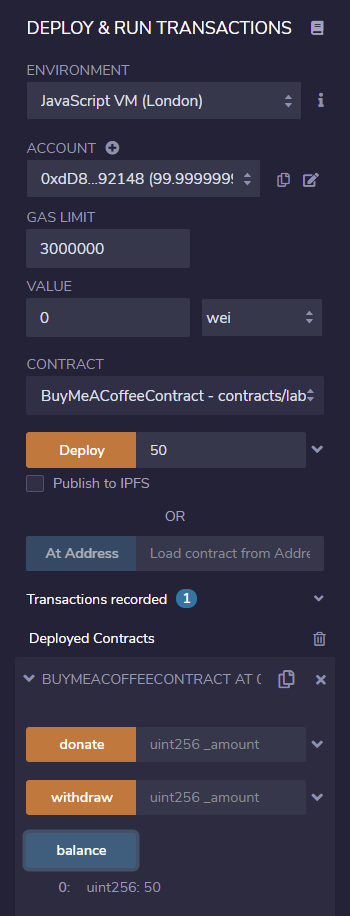 DEPLOY & RUN TRANSACTIONS
ENVIRONMENT
JavaScript VM (London)
ACCOUNT
0xdD8...92148 (99.9999999
GAS LIMIT
3000000
VALUE
0 wei
CONTRACT
BuyMeACoffeeContract - contracts/lab
Deploy 50
Publish to IPFS
OR
At Address Load contract from Addre
Transactions recorded 1
Deployed Contracts
BUYMEACOFFEECONTRACT AT 0
donate uint256 _amount
withdraw uint256 _amount
balance
0: uint256: 50